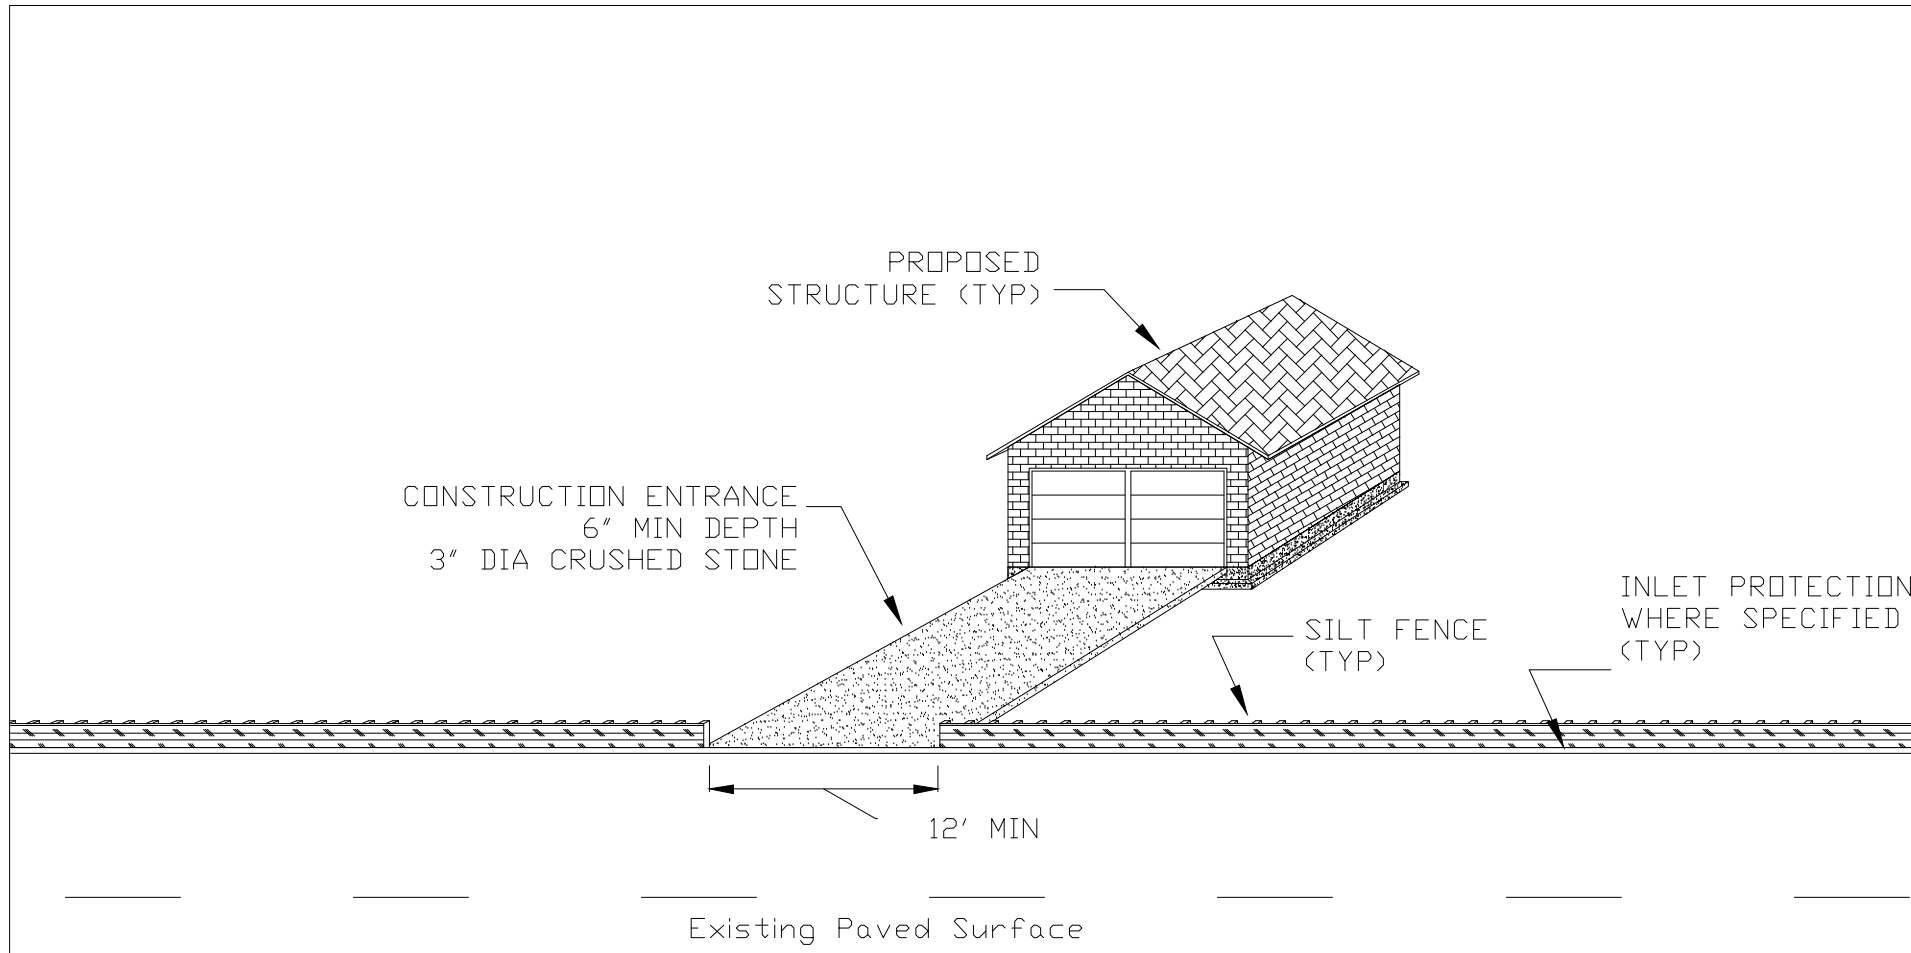 PROPOSED
STRUCTURE (TYP)
CONSTRUCTION ENTRANCE
6" MIN DEPTH
3" DIA CRUSHED STONE
INLET PROTECTION
WHERE SPECIFIED
(TYP)
SILT FENCE
(TYP)
12' MIN
Existing Paved Surface